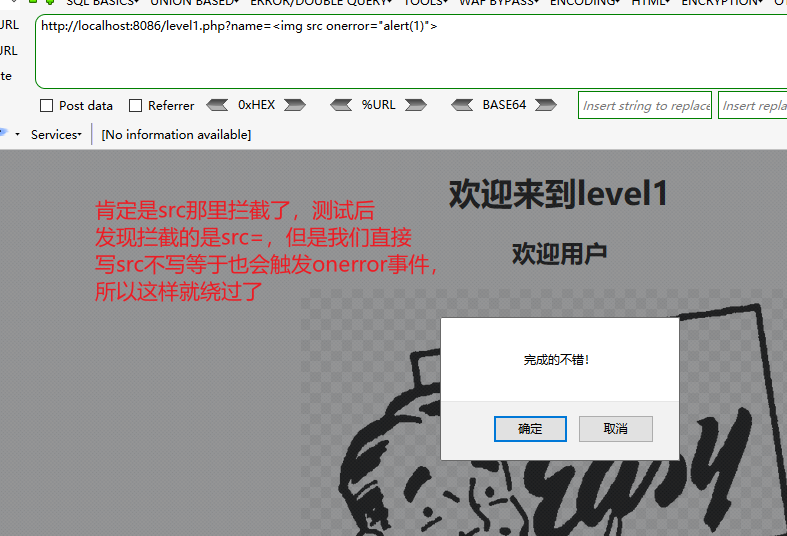 SQL BASICS▾ UNION BASED▾ ERROR/DOUBLE QUERY▾ TOOLS▾ WAF BYPASS▾ ENCODING▾ HTML▾ ENCRYPTION▾
URL http://localhost:8086/level1.php?name=<img src onerror="alert(1)">
URL
te
Post data Referrer 0xHEX %URL BASE64 Insert string to replace Insert repla
Services▾ [No information available]
欢迎来到level1
欢迎用户
肯定是src那里拦截了，测试后
发现拦截的是src=，但是我们直接
写src不写等于也会触发onerror事件，
所以这样就绕过了
完成的不错！
确定 取消
easy